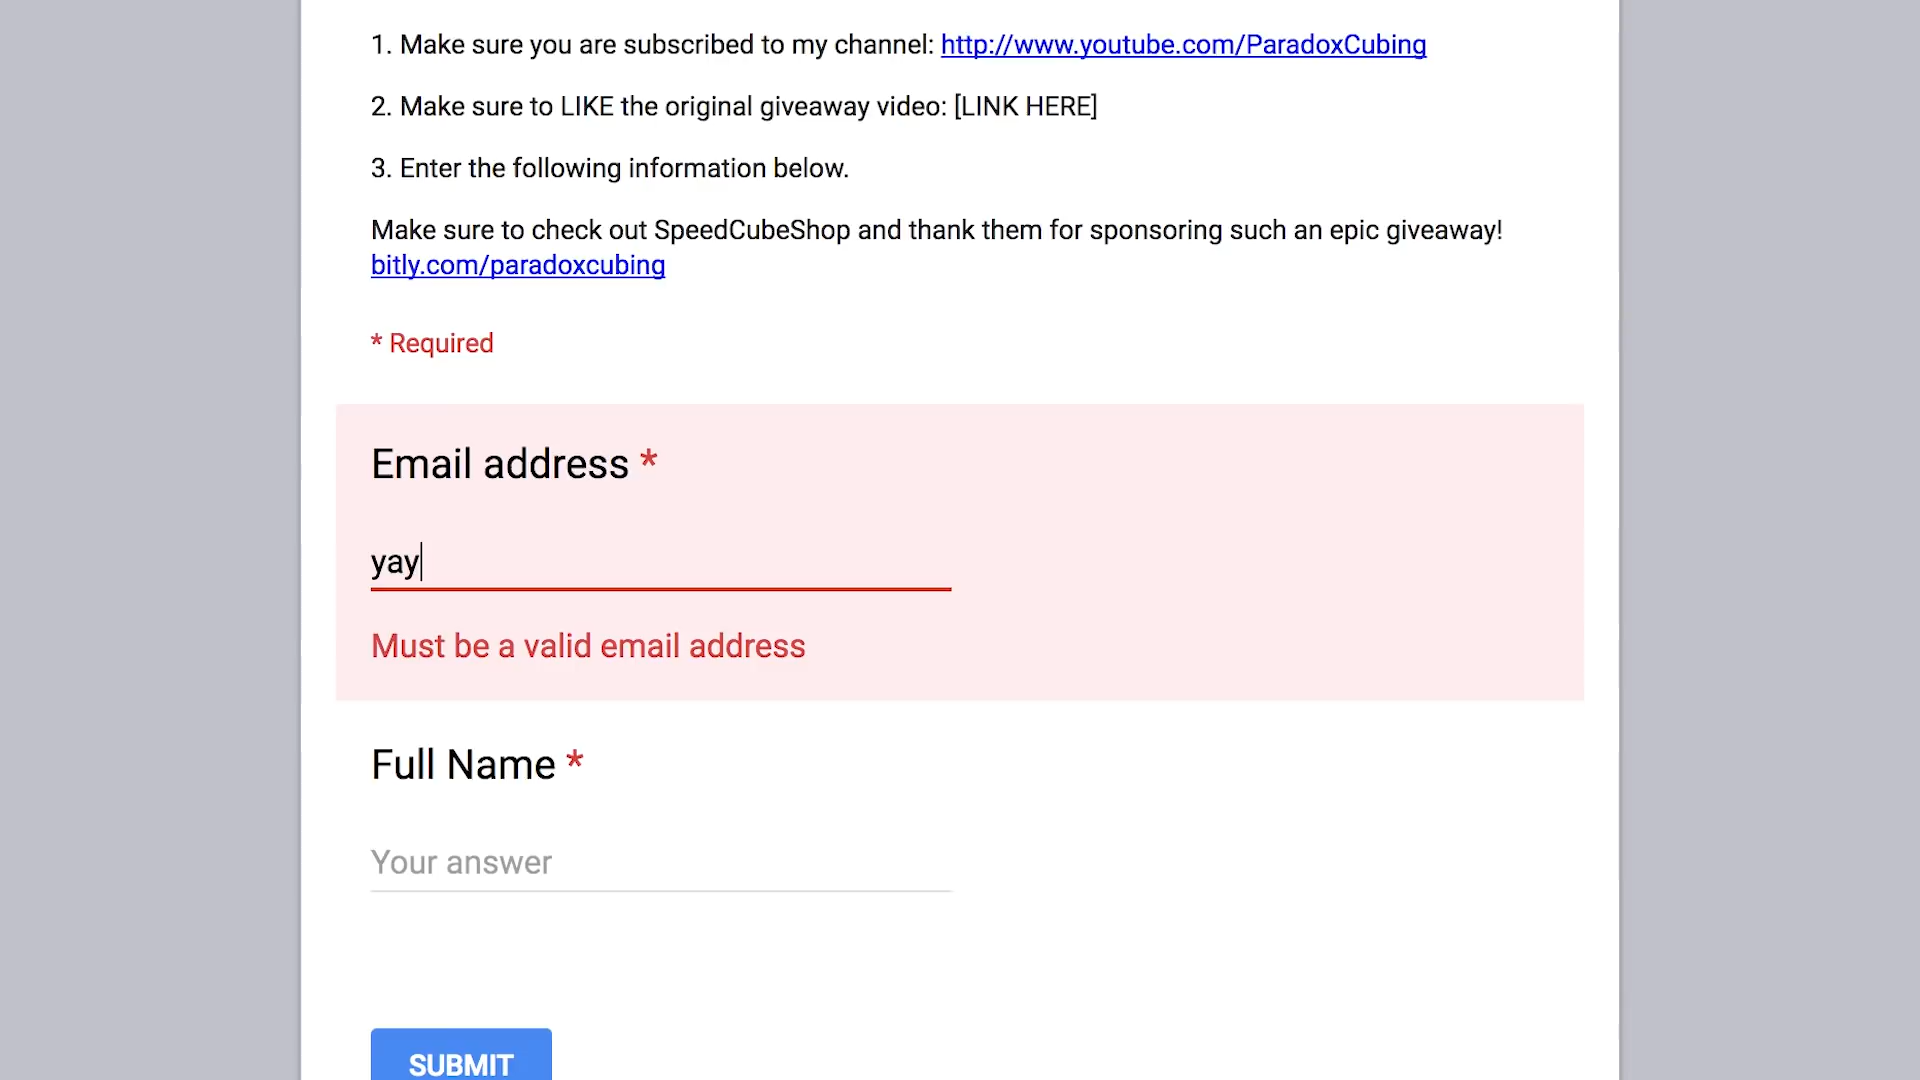 1. Make sure you are subscribed to my channel: http://www.youtube.com/ParadoxCubing
2. Make sure to LIKE the original giveaway video: [LINK HERE]
3. Enter the following information below.
Make sure to check out SpeedCubeShop and thank them for sponsoring such an epic giveaway!
bitly.com/paradoxcubing
* Required
Email address *
yay
Must be a valid email address
Full Name *
Your answer
SUBMIT